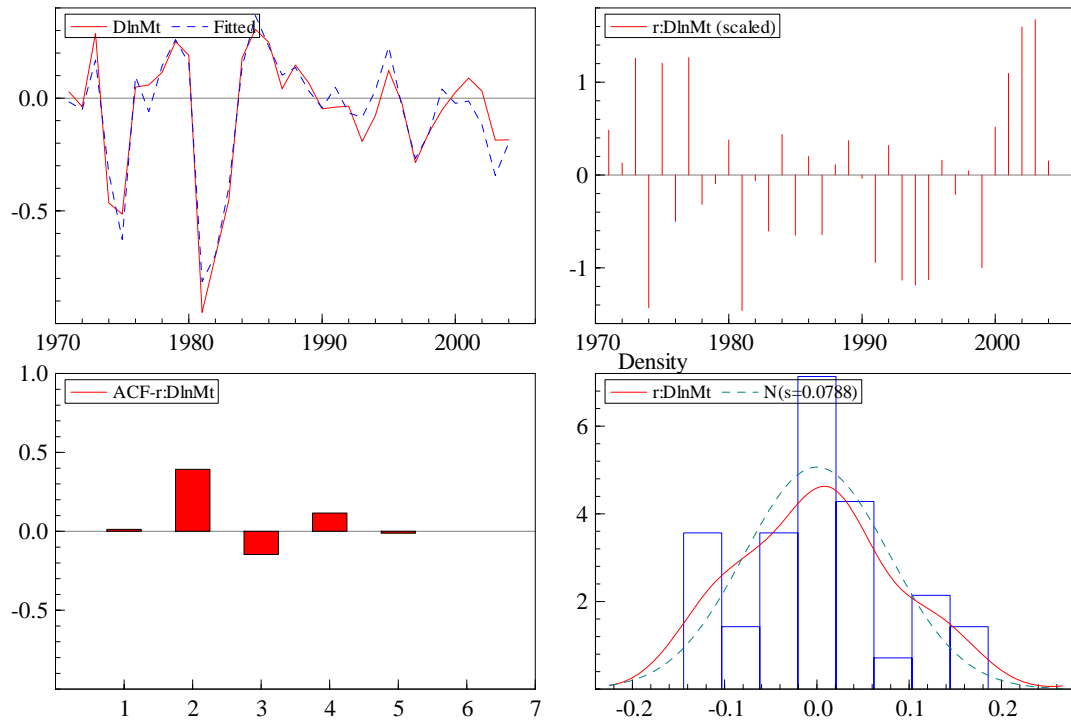 DlnMt Fitted
0.0
-0.5
1970 1980 1990 2000
r:DlnMt (scaled)
1
0
-1
1970 1980 1990 2000
ACF-r:DlnMt
1.0
0.5
0.0
-0.5
1 2 3 4 5 6 7
Density
r:DlnMt N(s=0.0788)
6
4
2
-0.2 -0.1 0.0 0.1 0.2